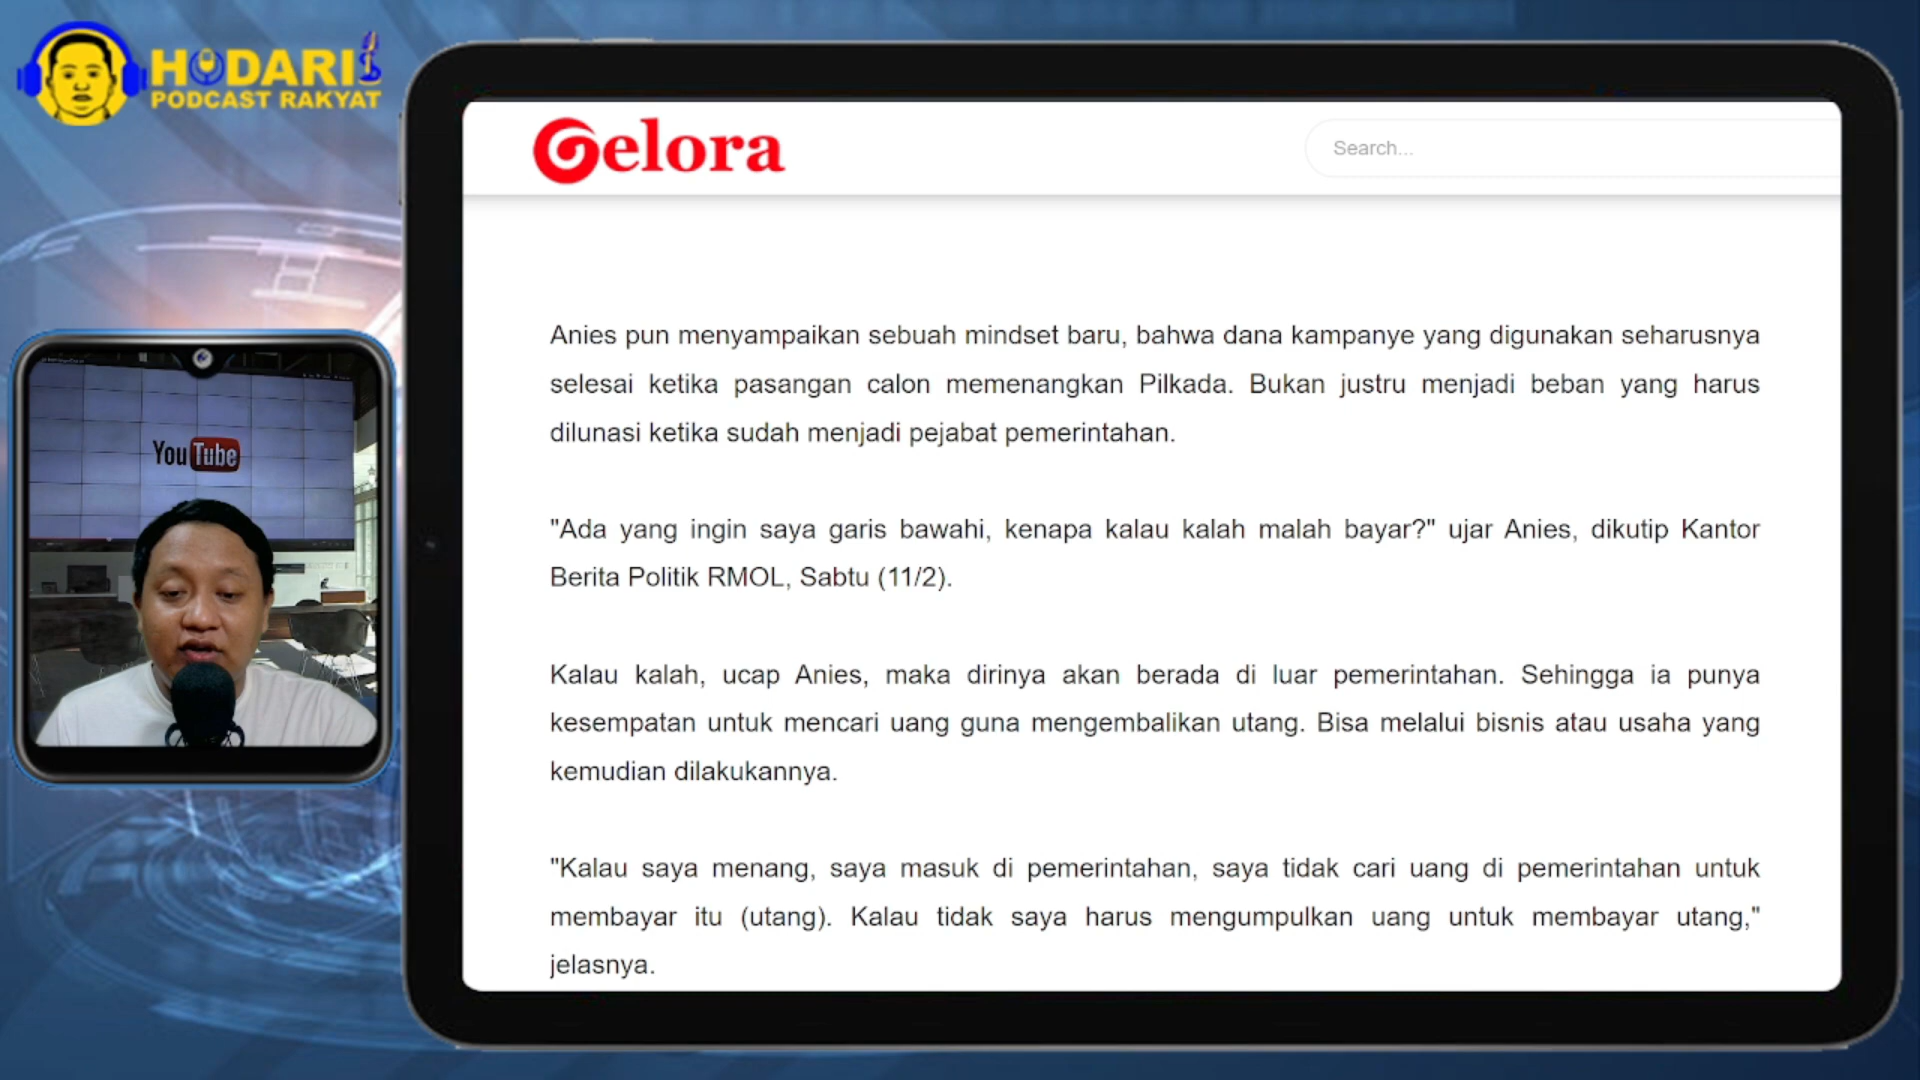 HODARI
PODCAST RAKYAT
Gelora
Search...
YouTube
Anies pun menyampaikan sebuah mindset baru, bahwa dana kampanye yang digunakan seharusnya
selesai ketika pasangan calon memenangkan Pilkada. Bukan justru menjadi beban yang harus
dilunasi ketika sudah menjadi pejabat pemerintahan.
"Ada yang ingin saya garis bawahi, kenapa kalau kalah malah bayar?" ujar Anies, dikutip Kantor
Berita Politik RMOL, Sabtu (11/2).
Kalau kalah, ucap Anies, maka dirinya akan berada di luar pemerintahan. Sehingga ia punya
kesempatan untuk mencari uang guna mengembalikan utang. Bisa melalui bisnis atau usaha yang
kemudian dilakukannya.
"Kalau saya menang, saya masuk di pemerintahan, saya tidak cari uang di pemerintahan untuk
membayar itu (utang). Kalau tidak saya harus mengumpulkan uang untuk membayar utang,"
jelasnya.